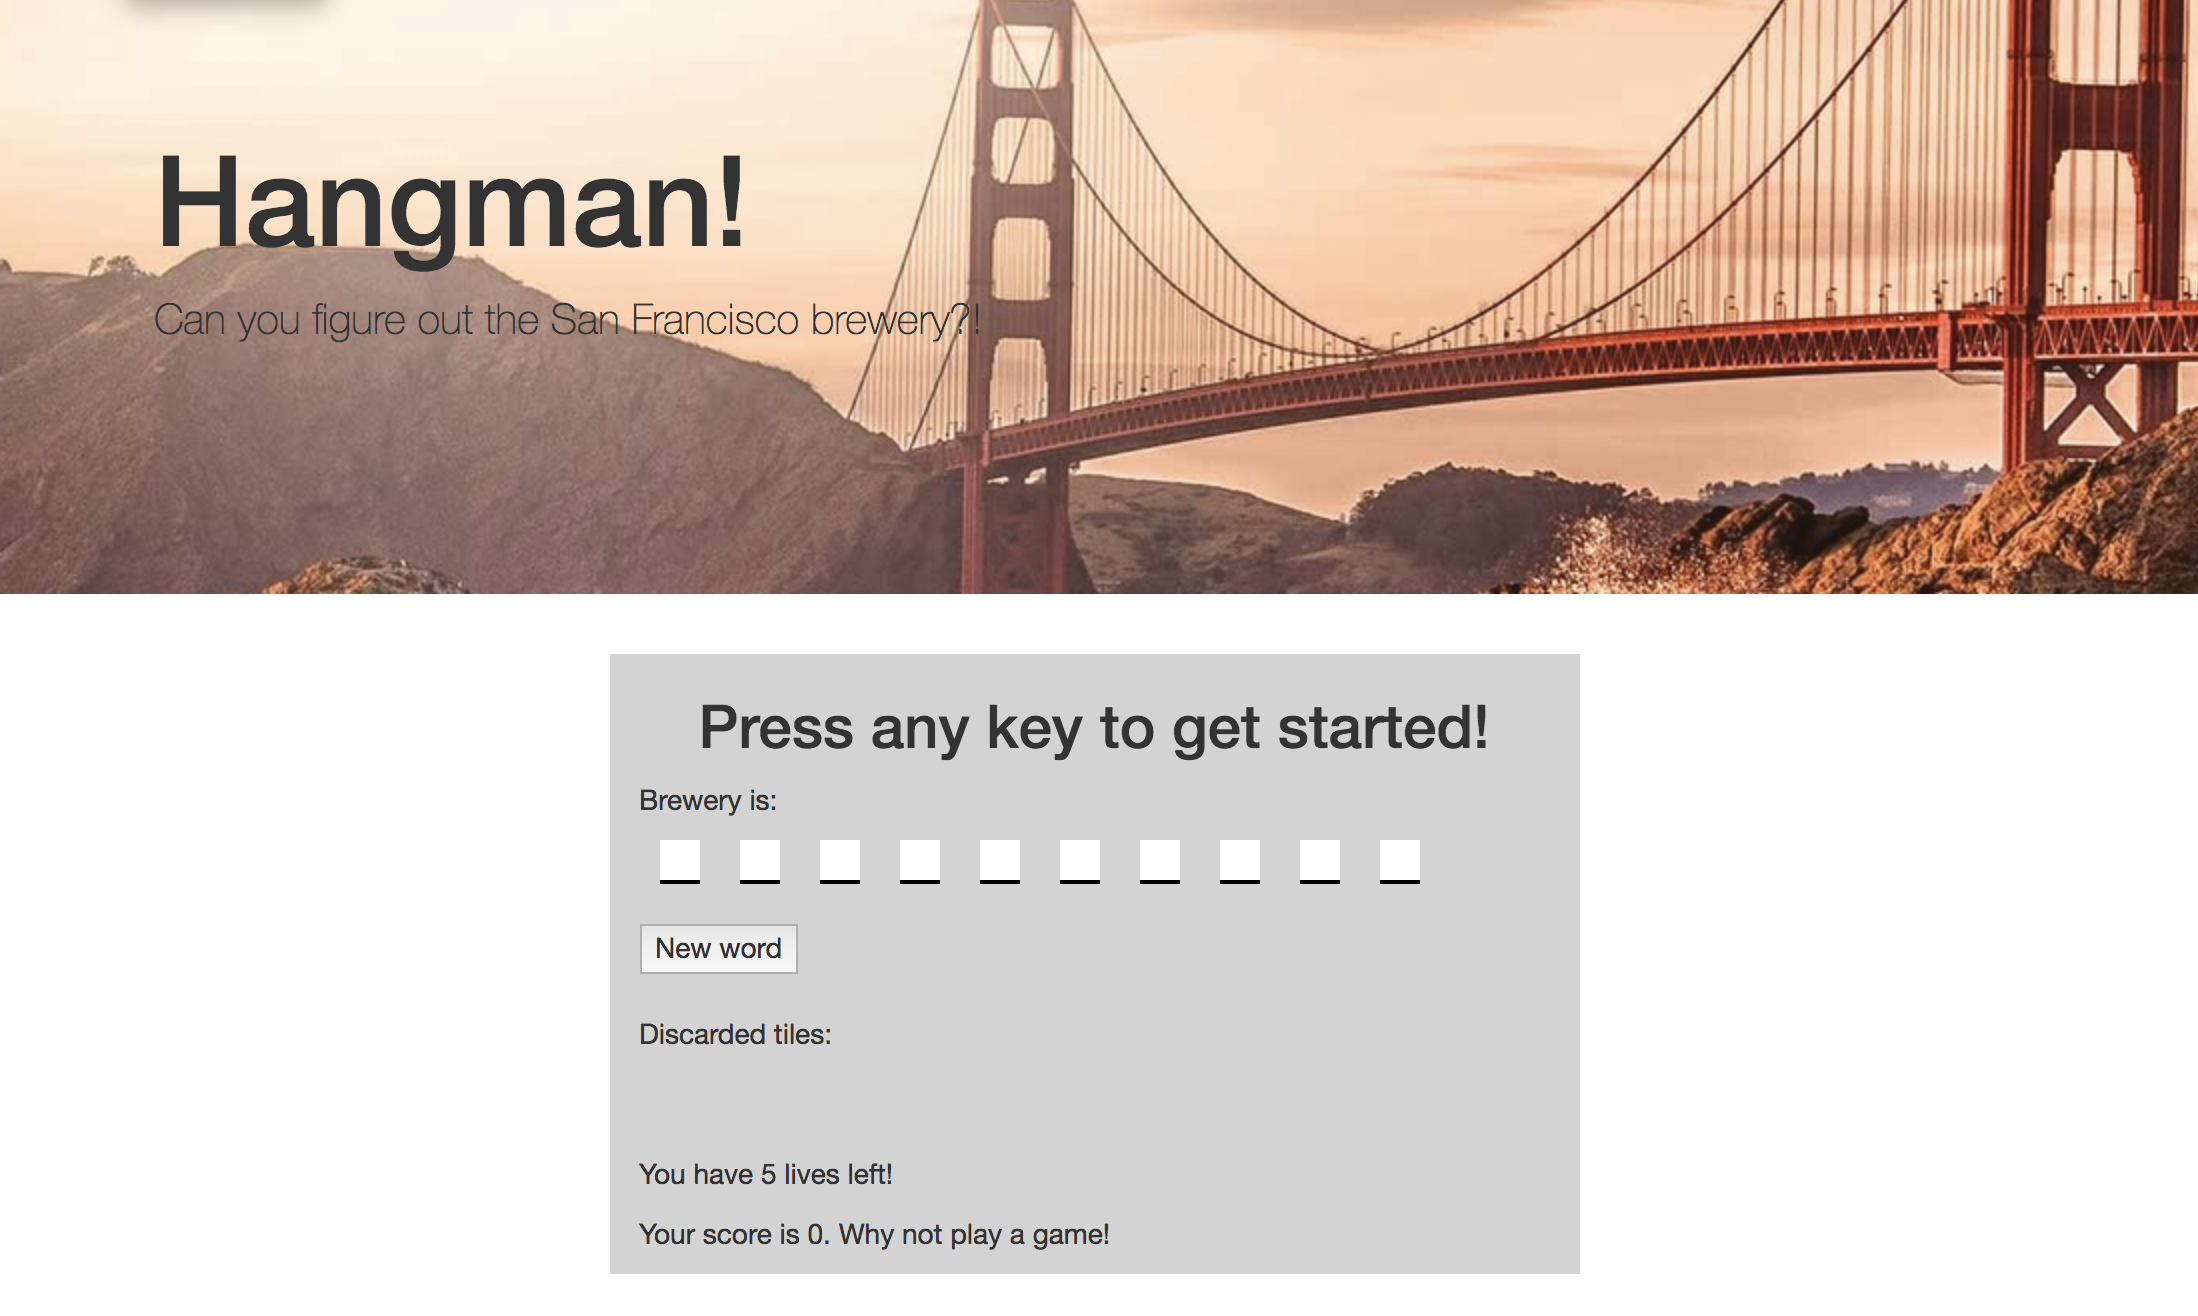 Hangman!
Can you figure out the San Francisco brewery?!
Press any key to get started!
Brewery is:
New word
Discarded tiles:
You have 5 lives left!
Your score is 0. Why not play a game!